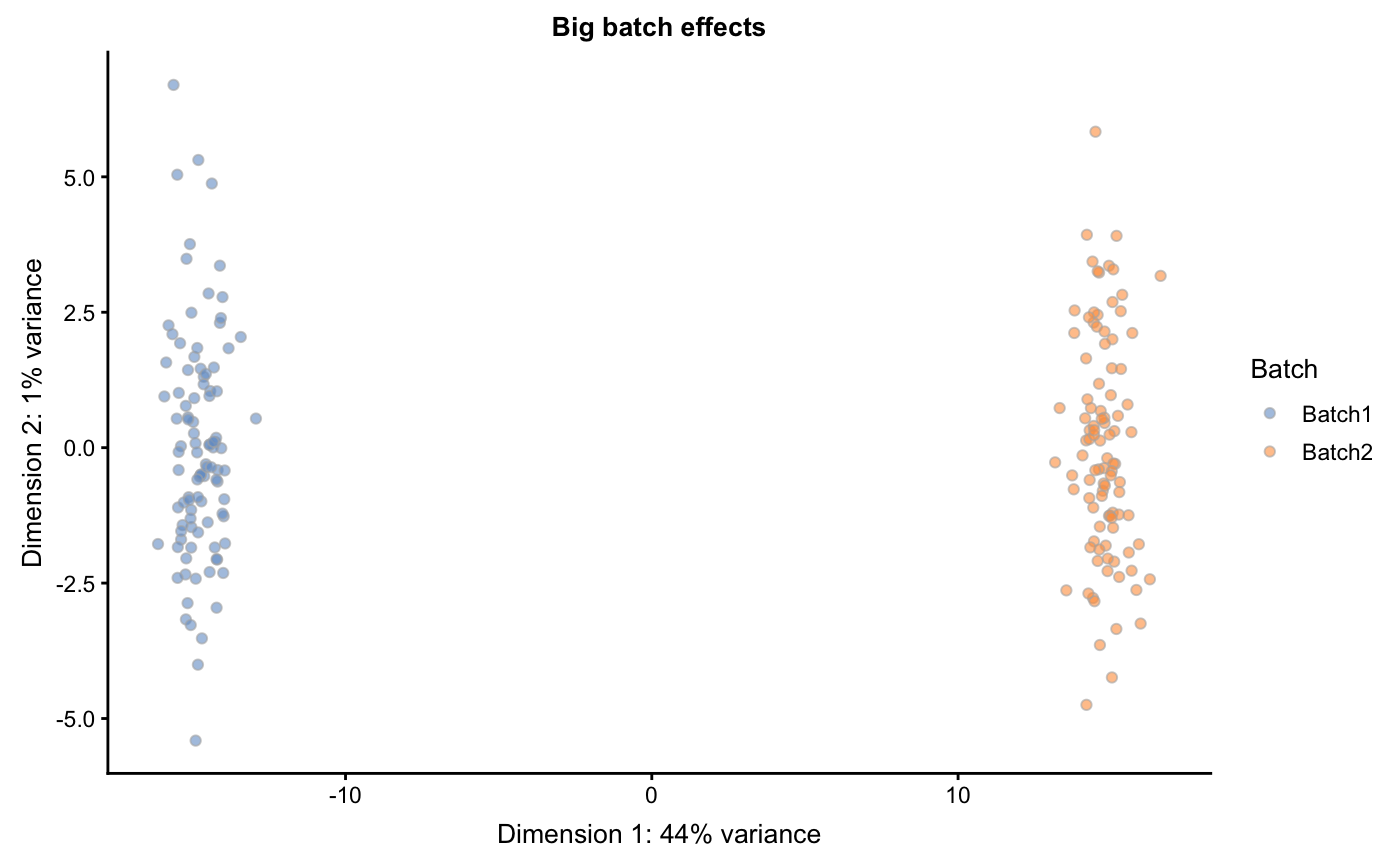 Big batch effects
5.0
2.5
0.0
-2.5
-5.0
Dimension 2: 1% variance
-10
0
10
Dimension 1: 44% variance
Batch
Batch1
Batch2